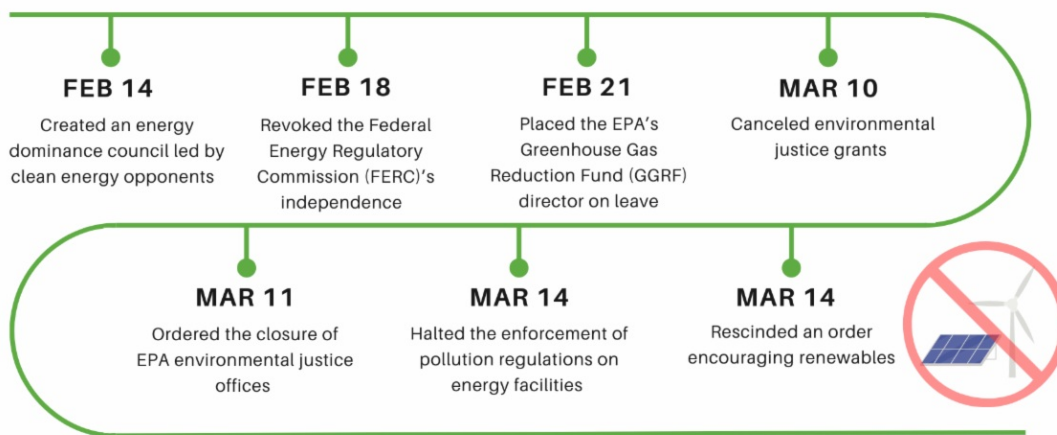 FEB 14
Created an energy
dominance council led by
clean energy opponents
FEB 18
Revoked the Federal
Energy Regulatory
Commission (FERC)'s
independence
FEB 21
Placed the EPA's
Greenhouse Gas
Reduction Fund (GGRF)
director on leave
MAR 10
Canceled environmental
justice grants
MAR 11
Ordered the closure of
EPA environmental justice
offices
MAR 14
Halted the enforcement of
pollution regulations on
energy facilities
MAR 14
Rescinded an order
encouraging renewables